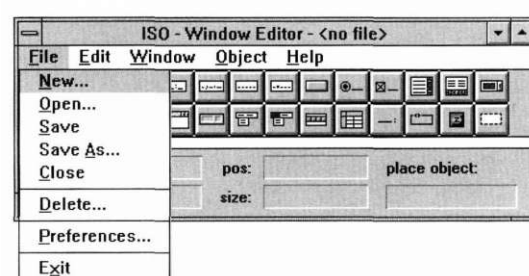 ISO - Window Editor - <no file>
File Edit Window Object Help
New...
Open...
Save
Save As...
Close
Delete...
Preferences...
Exit
pos:
size:
place object: